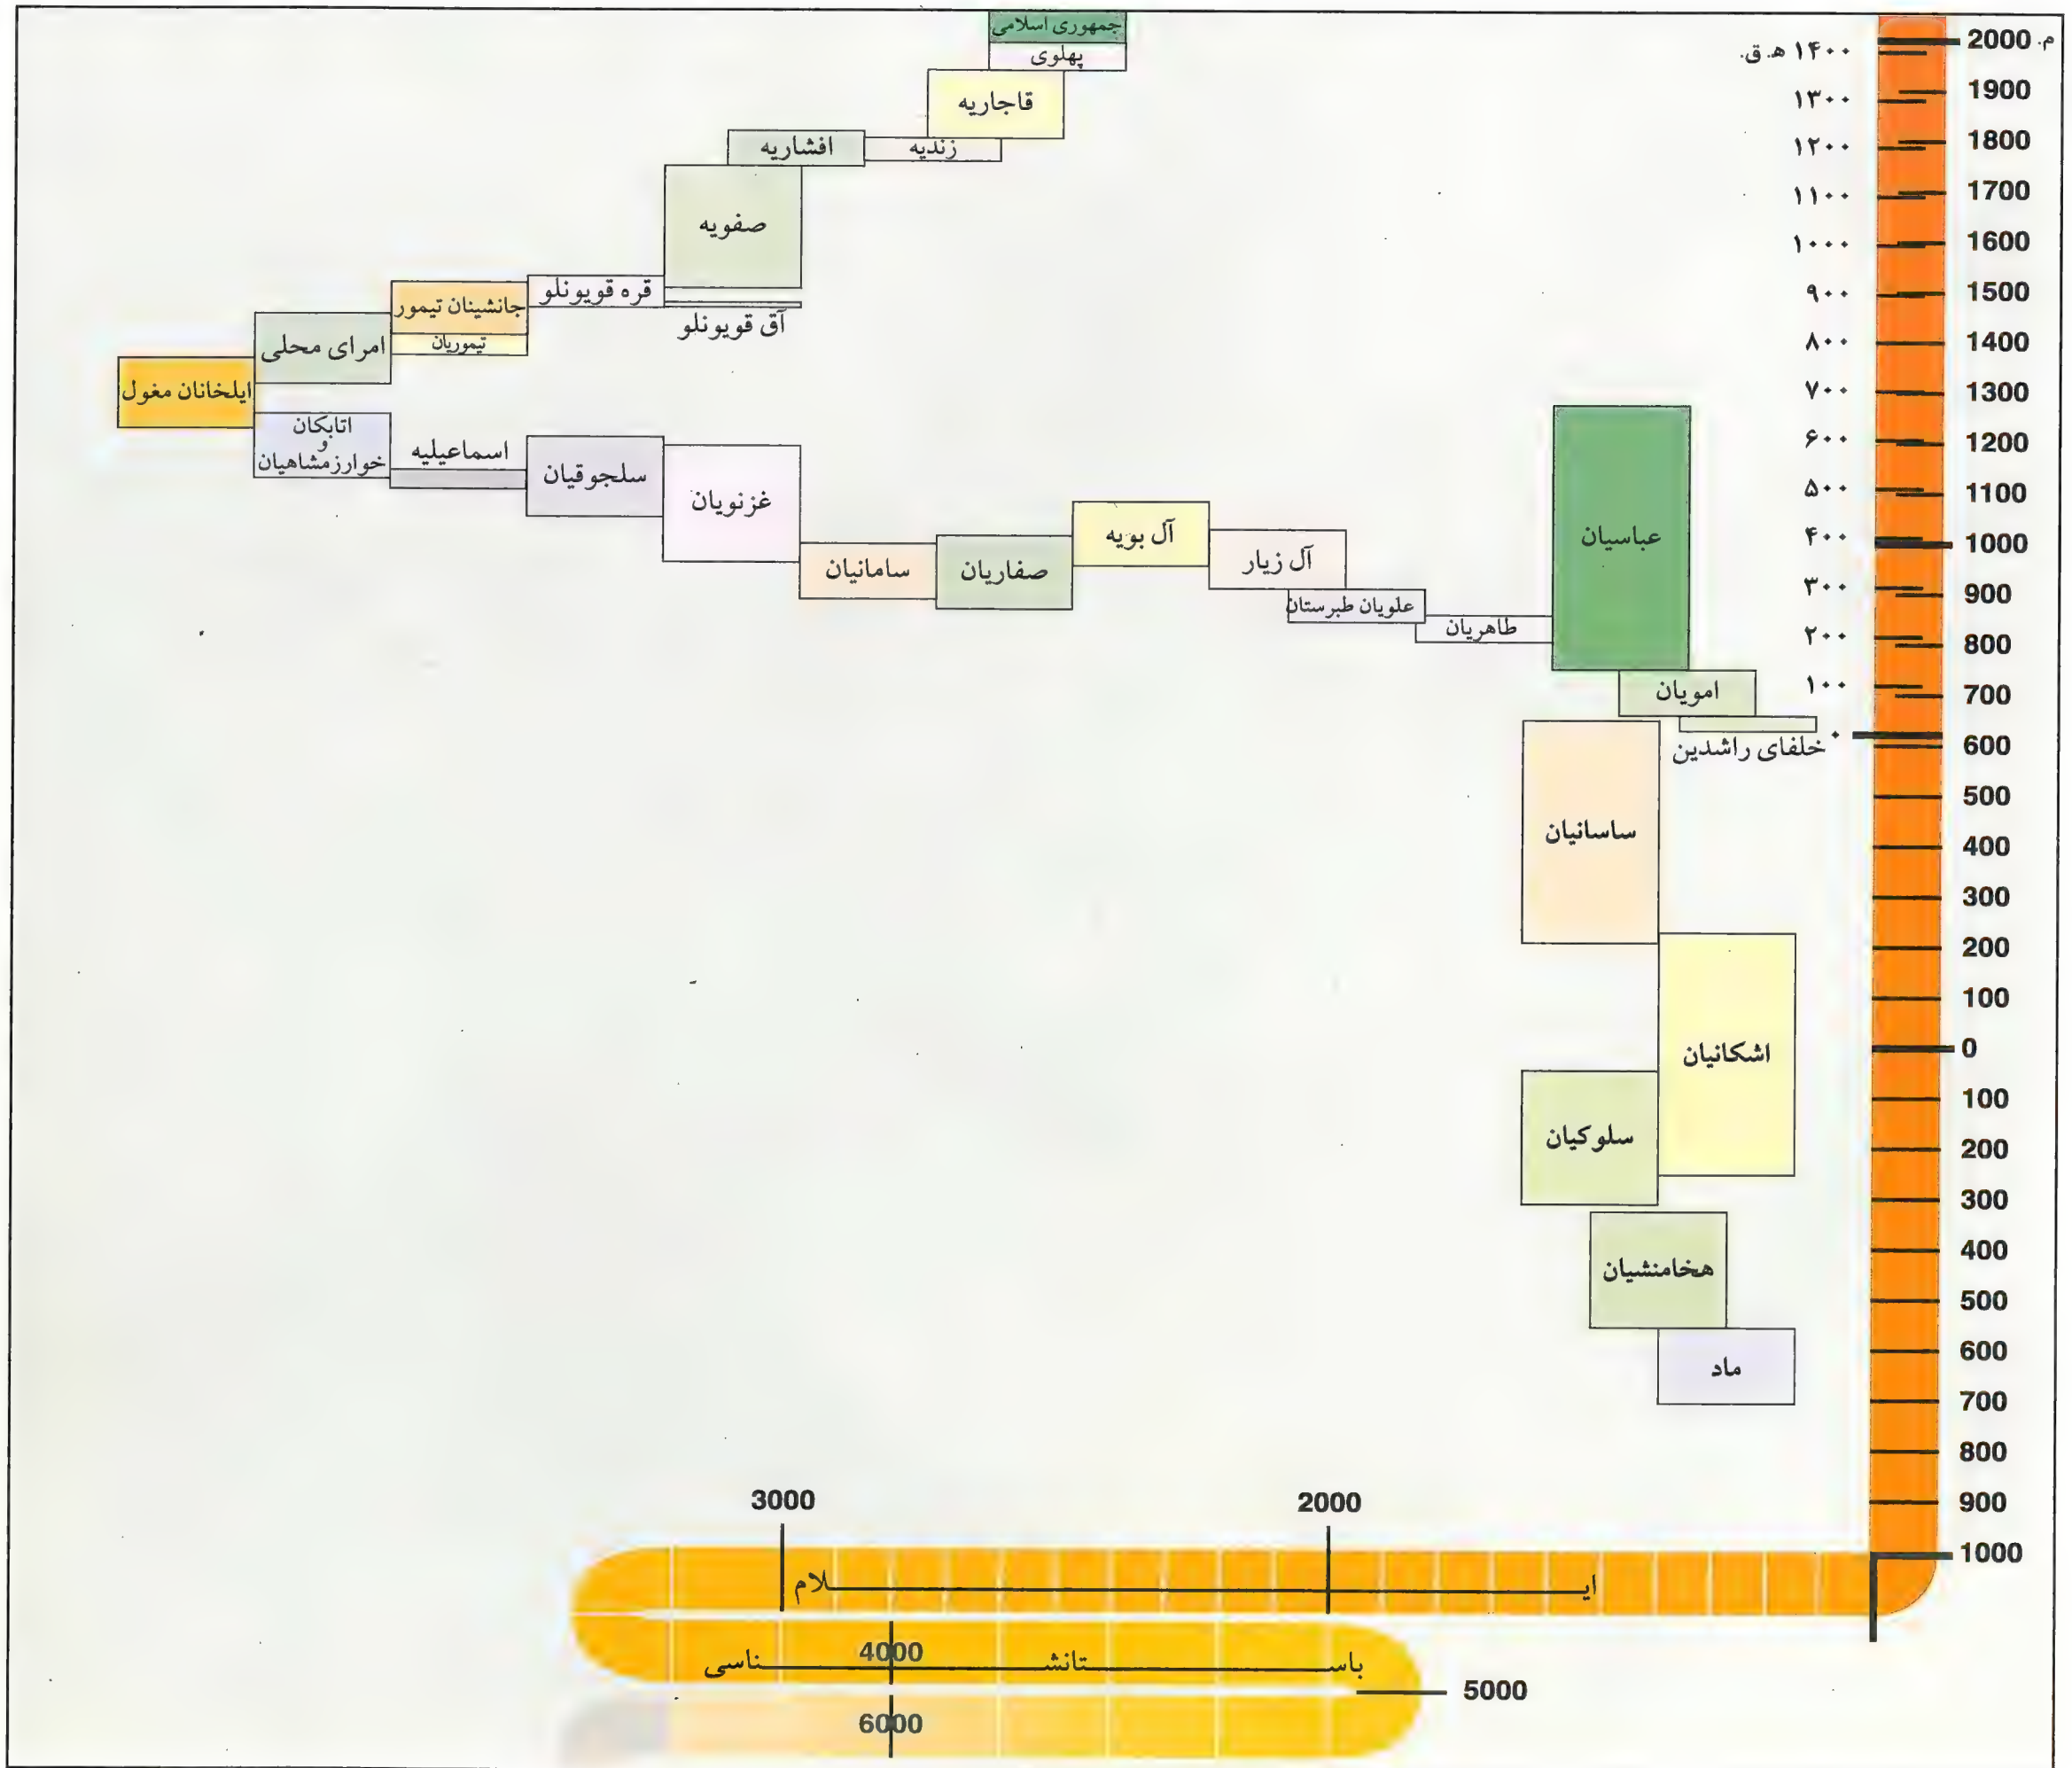 جمهوری اسلامی
پهلوی
قاجاریه
افشاریه
زندیه
صفویه
قره قویونلو
آق قویونلو
جانشینان تیمور
تیموریان
امرای محلی
ایلخانان مغول
اتابکان
و
خوارزمشاهیان
اسماعیلیه
سلجوقیان
غزنویان
سامانیان
صفاریان
آل بویه
آل زیار
علویان طبرستان
طاهریان
عباسیان
امویان
خلفای راشدین
ساسانیان
اشکانیان
سلوکیان
هخامنشیان
ماد
۱۴۰۰ ه‍. ق.
۱۳۰۰
۱۲۰۰
۱۱۰۰
۱۰۰۰
۹۰۰
۸۰۰
۷۰۰
۶۰۰
۵۰۰
۴۰۰
۳۰۰
۲۰۰
۱۰۰
۰
2000 م.
1900
1800
1700
1600
1500
1400
1300
1200
1100
1000
900
800
700
600
500
400
300
200
100
0
100
200
300
400
500
600
700
800
900
1000
2000
3000
ایـــلام
4000
باســـتانشـــناسی
5000
6000